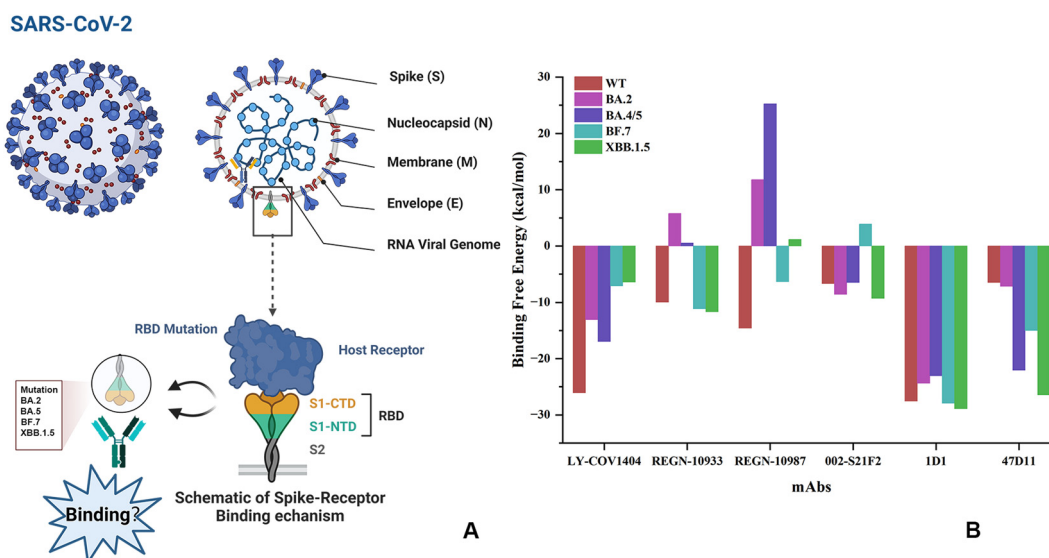 SARS-CoV-2
Spike (S)
Nucleocapsid (N)
Membrane (M)
Envelope (E)
RNA Viral Genome
RBD Mutation
Host Receptor
Mutation
BA.2
BA.5
BF.7
XBB.1.5
S1-CTD
S1-NTD
RBD
S2
Binding?
Schematic of Spike-Receptor
Binding echanism
A
WT
BA.2
BA.4/5
BF.7
XBB.1.5
Binding Free Energy (kcal/mol)
30
20
10
0
−10
−20
−30
LY-COV1404 REGN-10933 REGN-10987 002-S21F2 1D1 47D11
mAbs
B